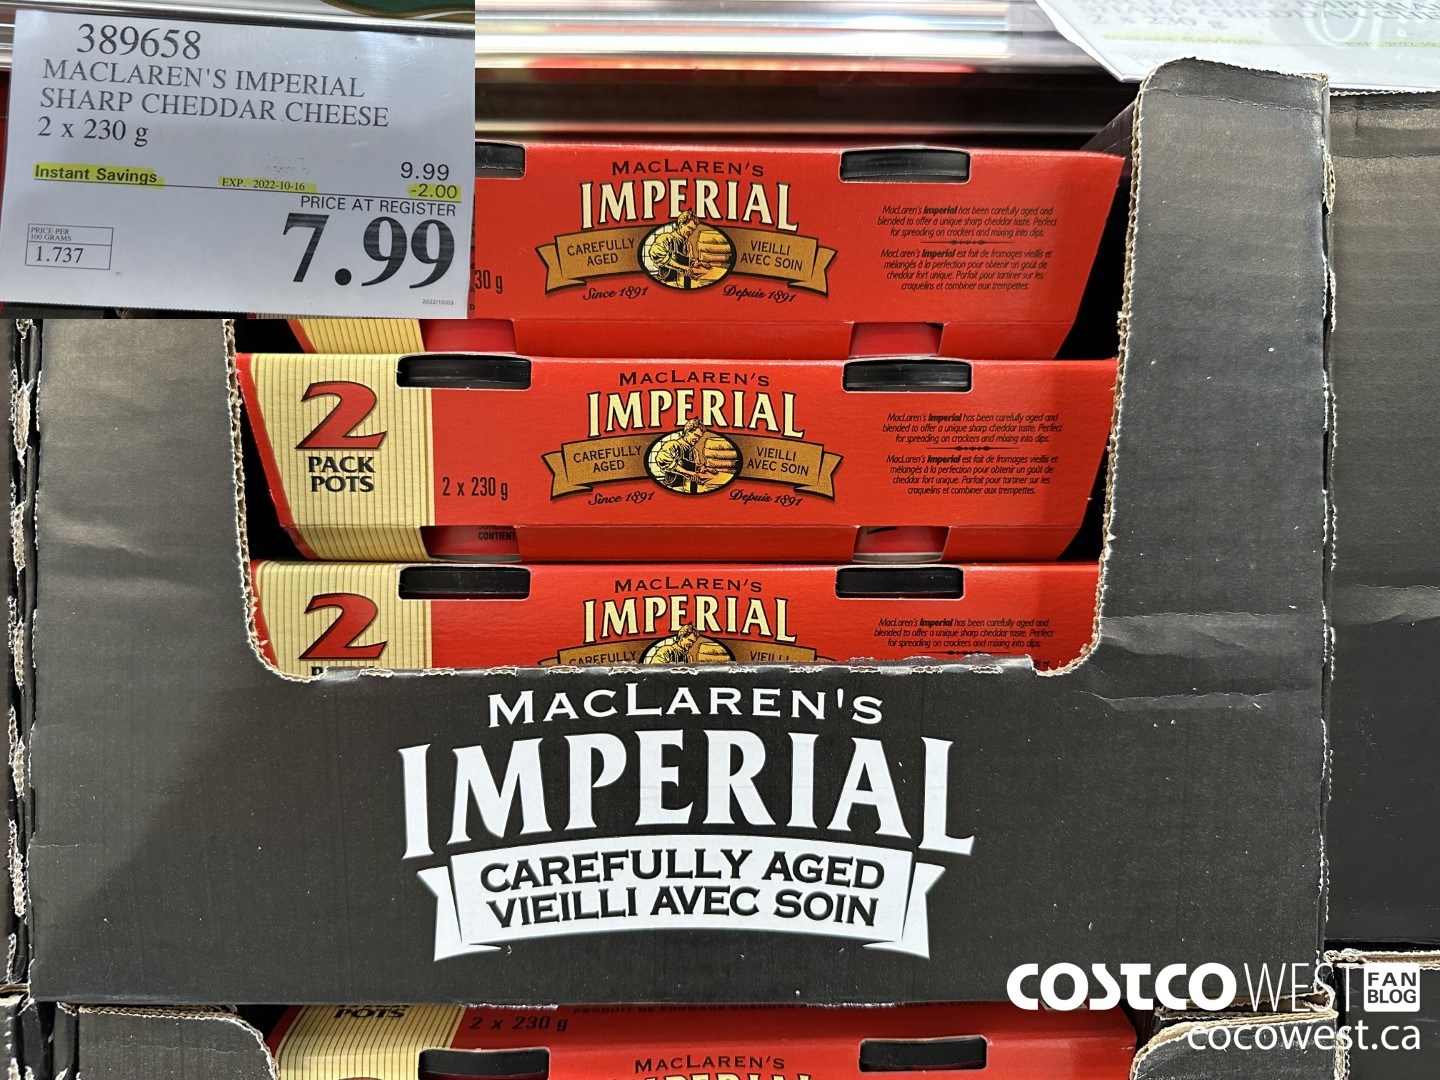 389658
MACLAREN'S IMPERIAL
SHARP CHEDDAR CHEESE
2 x 230 g
Instant Savings
EXP. 2022-10-16
9.99
-2.00
PRICE AT REGISTER
7.99
PRICE PER
100 GRAMS
1.737
2022/10/03
MACLAREN'S
IMPERIAL
CAREFULLY
AGED
VIEILLI
AVEC SOIN
Since 1891
Depuis 1891
30 g
MacLaren's Imperial has been carefully aged and
blended to offer a unique sharp cheddar taste. Perfect
for spreading on crackers and mixing into dips.
MacLaren's Imperial est fait de fromages vieillis et
mélangés à la perfection pour obtenir un goût de
cheddar fort unique. Parfait pour tartiner sur les
craquelins et combiner aux trempettes.
2
PACK
POTS
2 x 230 g
MACLAREN'S
IMPERIAL
CAREFULLY
AGED
VIEILLI
AVEC SOIN
Since 1891
Depuis 1891
MacLaren's Imperial has been carefully aged and
blended to offer a unique sharp cheddar taste. Perfect
for spreading on crackers and mixing into dips.
MacLaren's Imperial est fait de fromages vieillis et
mélangés à la perfection pour obtenir un goût de
cheddar fort unique. Parfait pour tartiner sur les
craquelins et combiner aux trempettes.
CONTIENT
2
MACLAREN'S
IMPERIAL
CAREFULLY
VIEILLI
MacLaren's Imperial has been carefully aged and
blended to offer a unique sharp cheddar taste. Perfect
for spreading on crackers and mixing into dips.
MACLAREN'S
IMPERIAL
CAREFULLY AGED
VIEILLI AVEC SOIN
POTS
2 x 230 g
MACLAREN'S
IMPERIAL
COSTCO WEST FAN BLOG
cocowest.ca